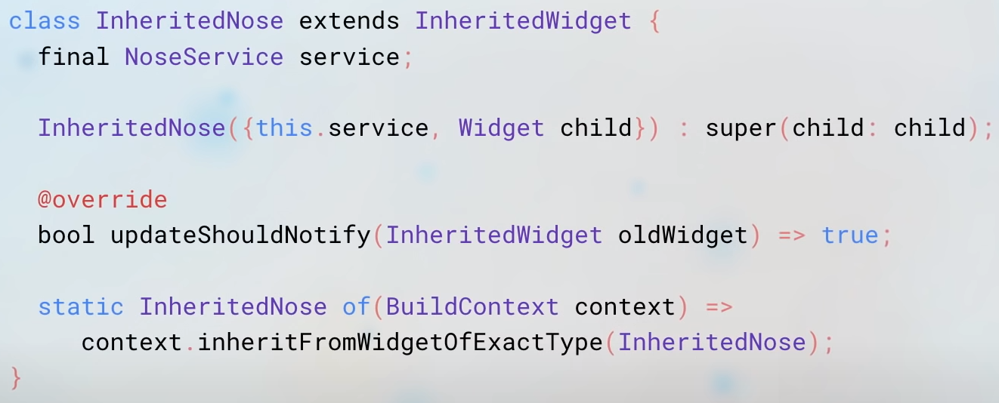 class InheritedNose extends InheritedWidget {
final NoseService service;
InheritedNose({this.service, Widget child}) : super(child: child);
@override
bool updateShouldNotify(InheritedWidget oldWidget) => true;
static InheritedNose of(BuildContext context) =>
context.inheritFromWidgetOfExactType(InheritedNose);
}